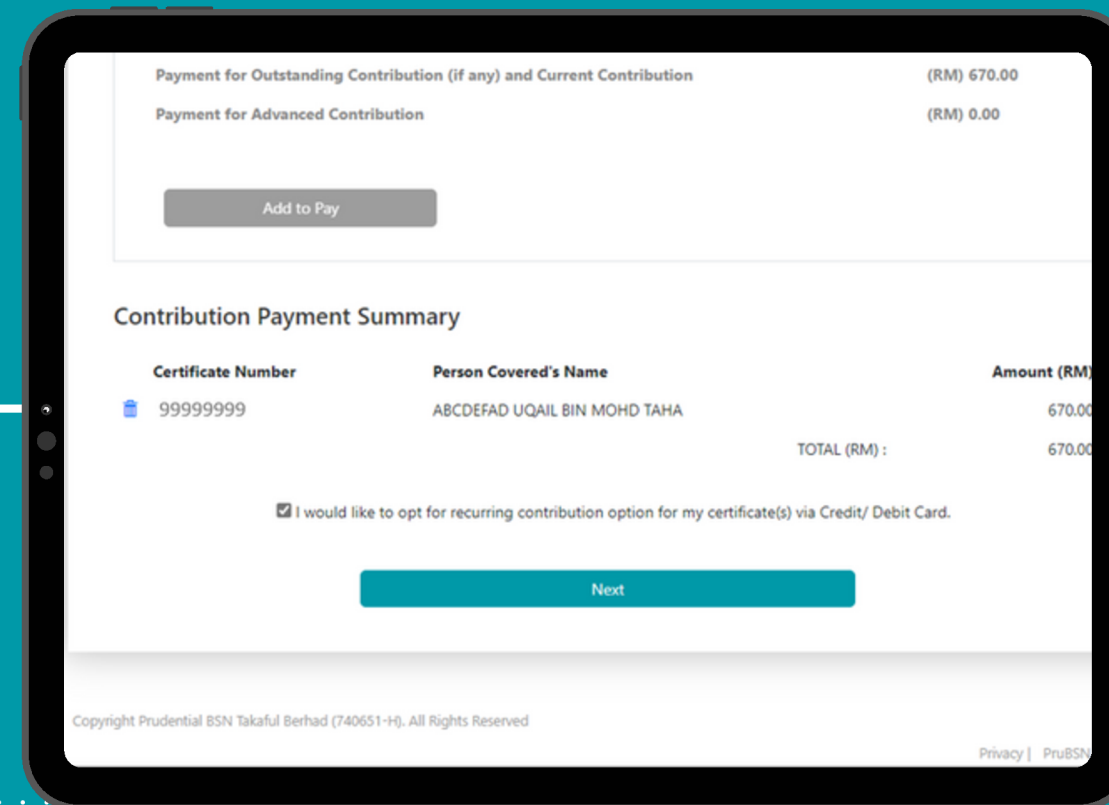 Payment for Outstanding Contribution (if any) and Current Contribution (RM) 670.00
Payment for Advanced Contribution (RM) 0.00
Add to Pay
Contribution Payment Summary
Certificate Number Person Covered's Name Amount (RM)
99999999 ABCDEFAD UQAIL BIN MOHD TAHA 670.00
TOTAL (RM) : 670.00
I would like to opt for recurring contribution option for my certificate(s) via Credit/ Debit Card.
Next
Copyright Prudential BSN Takaful Berhad (740651-H). All Rights Reserved
Privacy | PruBSN